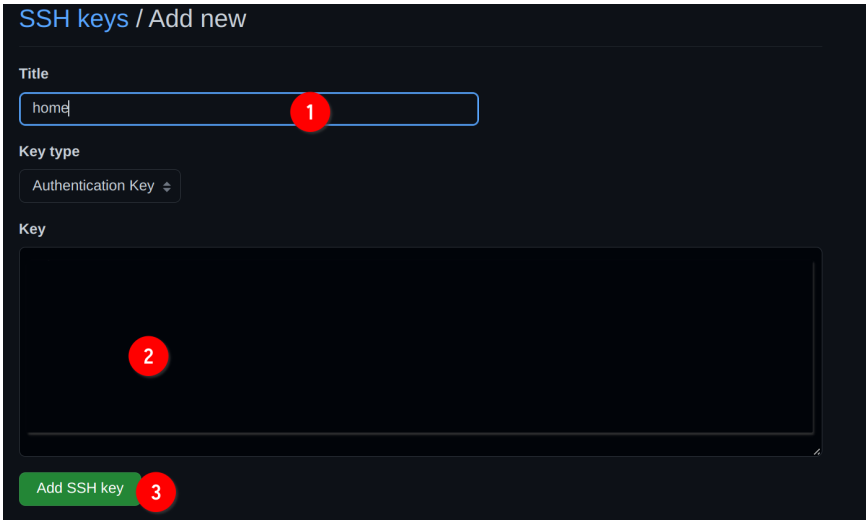 SSH keys / Add new
Title
home
1
Key type
Authentication Key
Key
2
Add SSH key
3